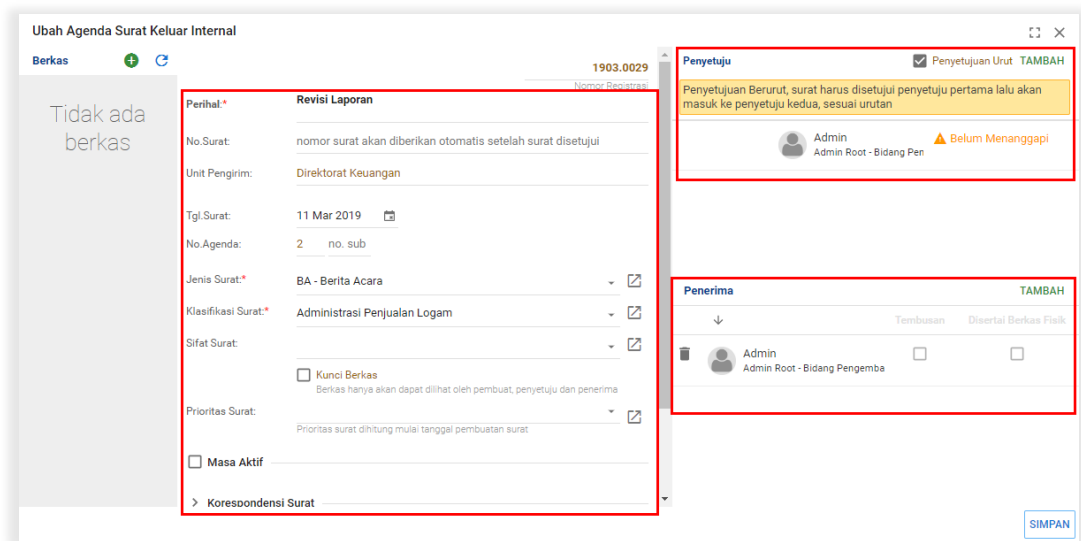 Ubah Agenda Surat Keluar Internal
Berkas
Tidak ada
berkas
1903.0029
Nomor Registrasi
Perihal:*
Revisi Laporan
No.Surat:
nomor surat akan diberikan otomatis setelah surat disetujui
Unit Pengirim:
Direktorat Keuangan
Tgl.Surat:
11 Mar 2019
No.Agenda:
2 no. sub
Jenis Surat:*
BA - Berita Acara
Klasifikasi Surat:*
Administrasi Penjualan Logam
Sifat Surat:
Kunci Berkas
Berkas hanya akan dapat dilihat oleh pembuat, penyetuju dan penerima
Prioritas Surat:
Prioritas surat dihitung mulai tanggal pembuatan surat
Masa Aktif
Korespondensi Surat
Penyetuju
Penyetujuan Urut TAMBAH
Penyetujuan Berurut, surat harus disetujui penyetuju pertama lalu akan
masuk ke penyetuju kedua, sesuai urutan
Admin
Admin Root - Bidang Pen
Belum Menanggapi
Penerima
TAMBAH
Tembusan
Disertai Berkas Fisik
Admin
Admin Root - Bidang Pengemba
SIMPAN